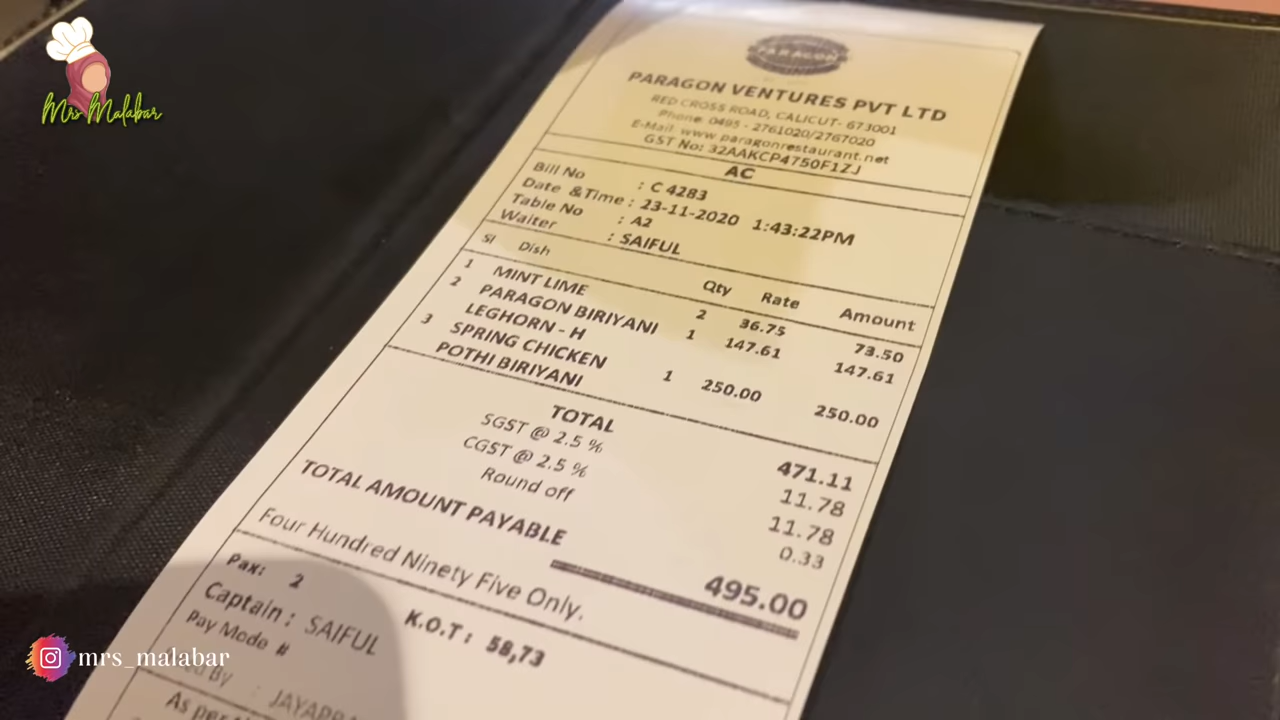 Mrs Malabar
PARAGON
PARAGON VENTURES PVT LTD
RED CROSS ROAD, CALICUT- 673001
Phone: 0495 - 2761020/2767020
E-Mail: www.paragonrestaurant.net
GST No: 32AAKCP4750F1ZJ
AC
Bill No : C 4283
Date &Time : 23-11-2020 1:43:22PM
Table No : A2
Waiter : SAIFUL
Sl Dish Qty Rate Amount
1 MINT LIME 2 36.75 73.50
2 PARAGON BIRIYANI 1 147.61 147.61
LEGHORN - H
3 SPRING CHICKEN 1 250.00 250.00
POTHI BIRIYANI
TOTAL 471.11
SGST @ 2.5 % 11.78
CGST @ 2.5 % 11.78
Round off 0.33
TOTAL AMOUNT PAYABLE 495.00
Four Hundred Ninety Five Only.
Pax: 2 K.O.T : 58,73
Captain : SAIFUL
Pay Mode #
By :
As per
mrs_malabar